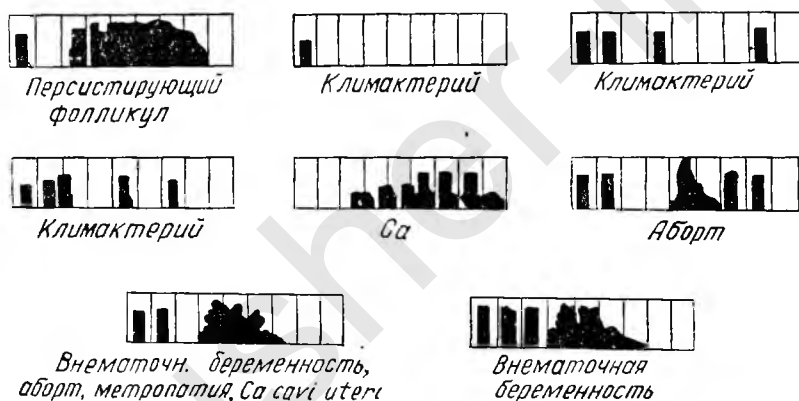 Персистирующий
фолликул
Климактерий
Климактерий
Климактерий
Ca
Аборт
Внематочн. беременность,
аборт, метропатия, Ca cavi uteri
Внематочная
беременность